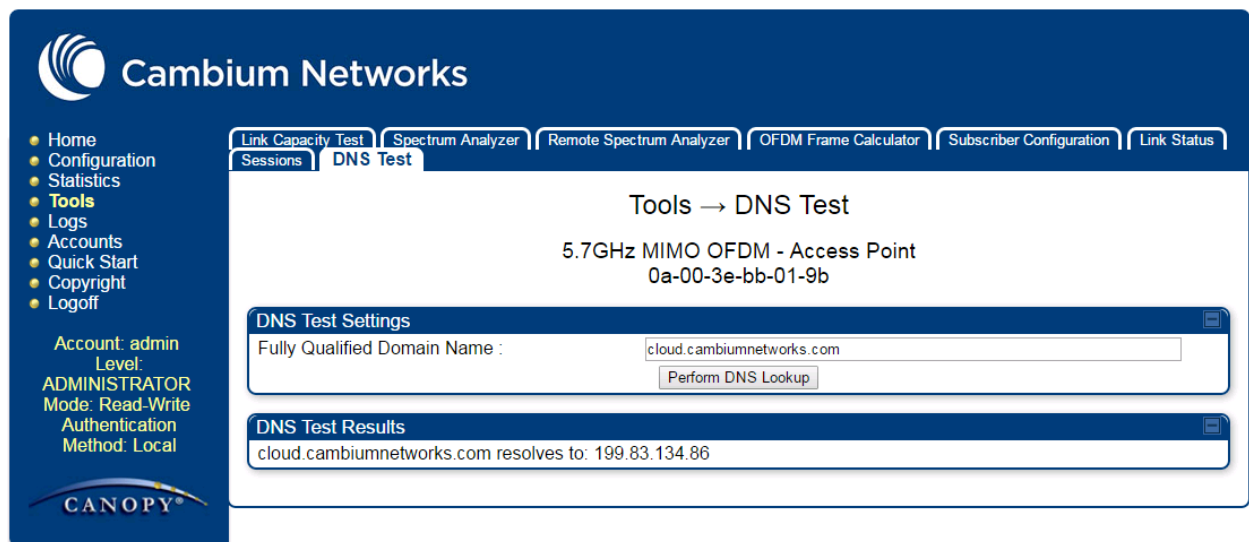 Cambium Networks
Home
Configuration
Statistics
Tools
Logs
Accounts
Quick Start
Copyright
Logoff
Account: admin
Level:
ADMINISTRATOR
Mode: Read-Write
Authentication
Method: Local
CANOPY®
Link Capacity Test Spectrum Analyzer Remote Spectrum Analyzer OFDM Frame Calculator Subscriber Configuration Link Status
Sessions DNS Test
Tools → DNS Test
5.7GHz MIMO OFDM - Access Point
0a-00-3e-bb-01-9b
DNS Test Settings
Fully Qualified Domain Name : cloud.cambiumnetworks.com
Perform DNS Lookup
DNS Test Results
cloud.cambiumnetworks.com resolves to: 199.83.134.86